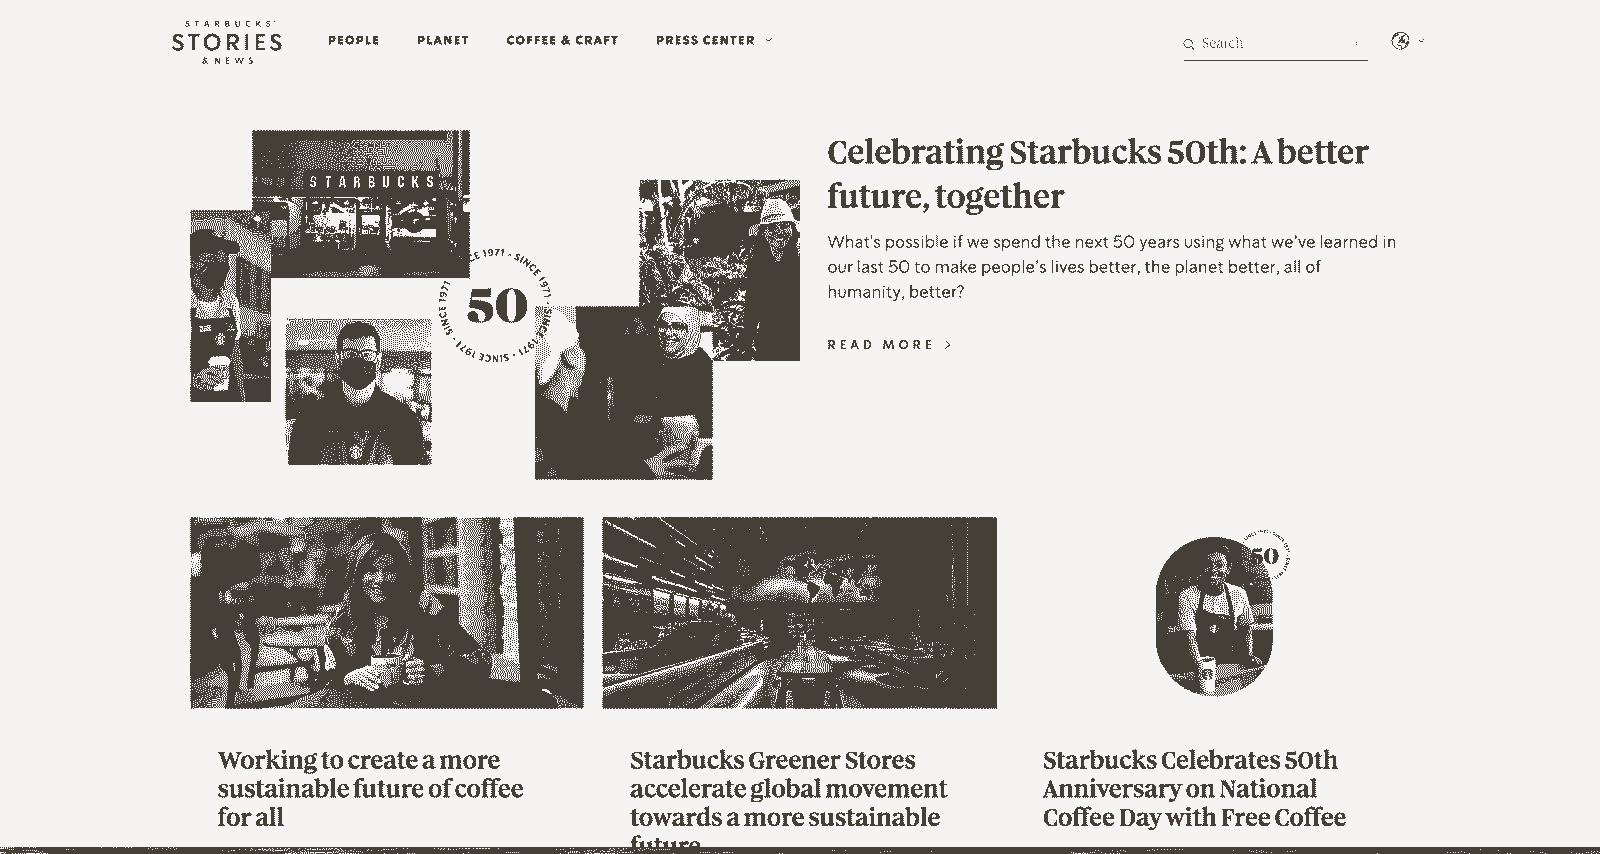 STARBUCKS
STORIES
& NEWS
PEOPLE
PLANET
COFFEE & CRAFT
PRESS CENTER
Search
Celebrating Starbucks 50th: A better
future, together
What's possible if we spend the next 50 years using what we've learned in
our last 50 to make people's lives better, the planet better, all of
humanity, better?
READ MORE
STARBUCKS
SINCE 1971 · SINCE 1971 · SINCE 1971 · SINCE 1971
50
50
Working to create a more
sustainable future of coffee
for all
Starbucks Greener Stores
accelerate global movement
towards a more sustainable
future
Starbucks Celebrates 50th
Anniversary on National
Coffee Day with Free Coffee